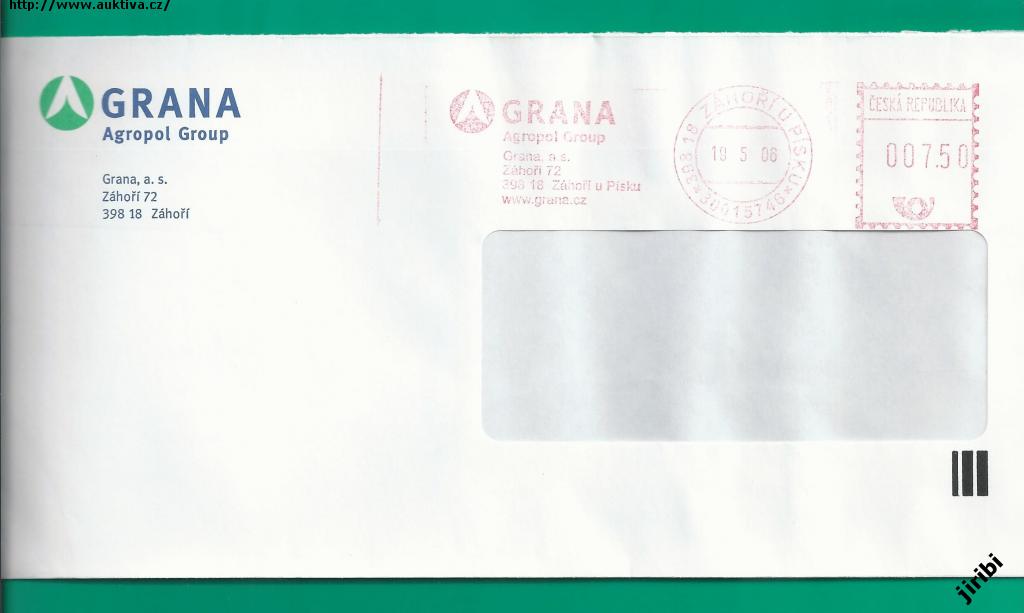 http://www.auktiva.cz/
GRANA
Agropol Group
Grana, a. s.
Záhoří 72
398 18 Záhoří
GRANA
Agropol Group
Grana, a s.
Záhoří 72
398 18 Záhoří u Písku
www.grana.cz
*398 18 ZÁHOŘÍ U PÍSKU*
19 5 06
30615746
ČESKÁ REPUBLIKA
007.50
jiribi